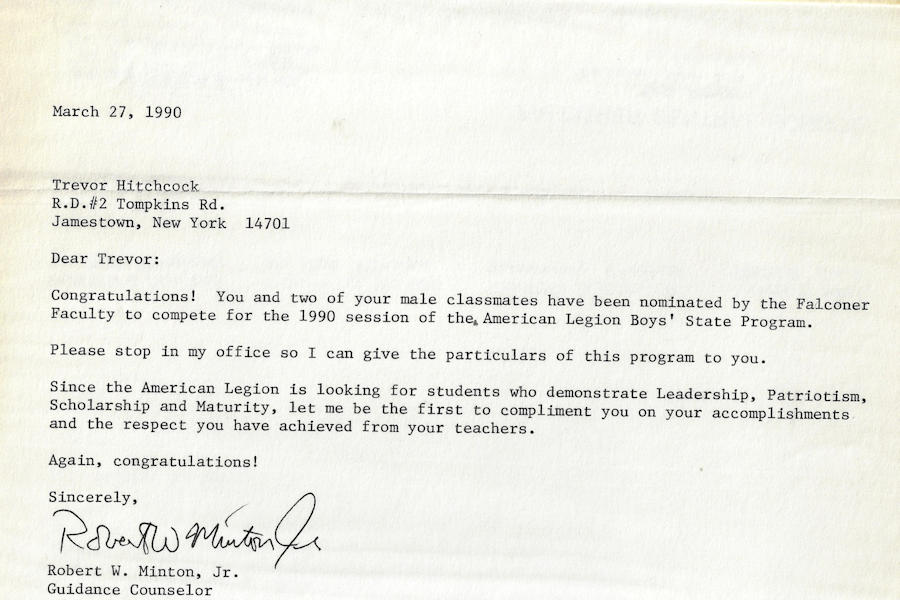 March 27, 1990
Trevor Hitchcock
R.D.#2 Tompkins Rd.
Jamestown, New York  14701
Dear Trevor:
Congratulations!  You and two of your male classmates have been nominated by the Falconer
Faculty to compete for the 1990 session of the American Legion Boys' State Program.
Please stop in my office so I can give the particulars of this program to you.
Since the American Legion is looking for students who demonstrate Leadership, Patriotism,
Scholarship and Maturity, let me be the first to compliment you on your accomplishments
and the respect you have achieved from your teachers.
Again, congratulations!
Sincerely,
Robert W Minton Jr
Robert W. Minton, Jr.
Guidance Counselor